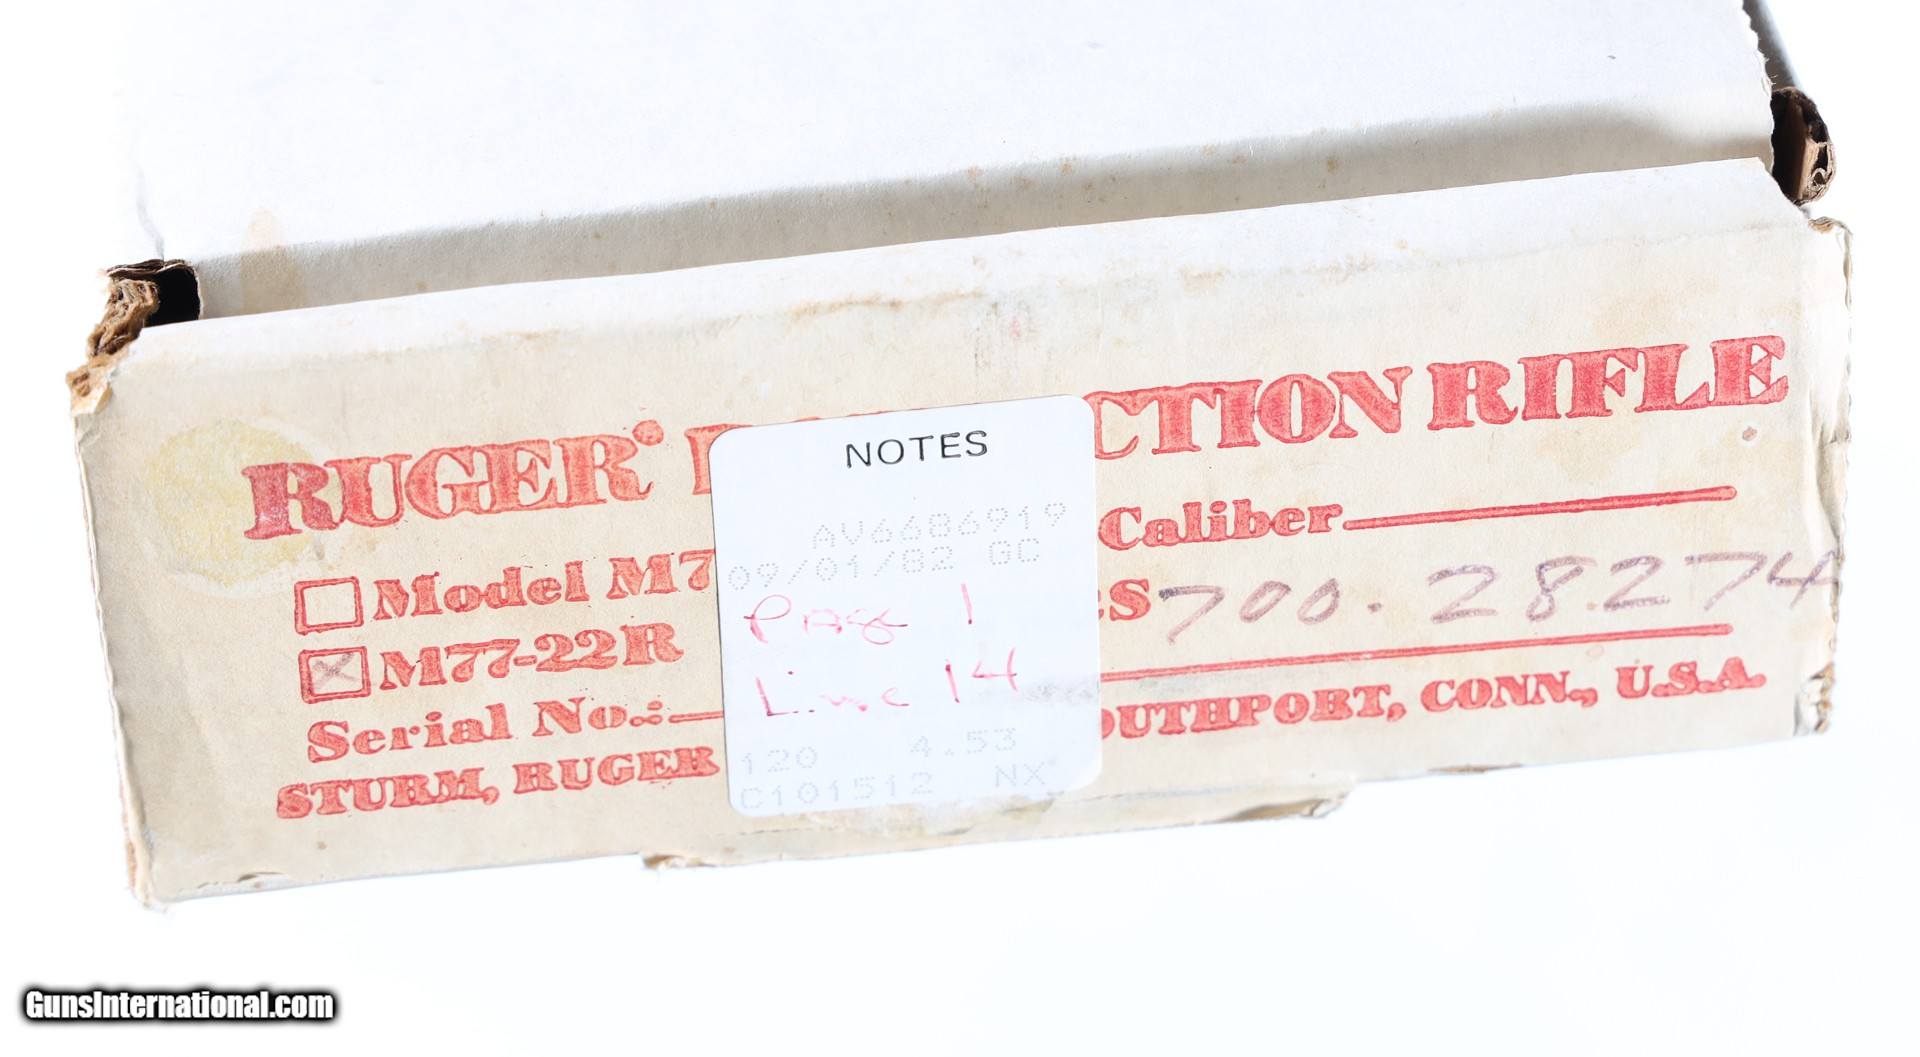 RUGER® B CTION RIFLE
Model M7 Caliber
M77-22R S 700.28274
Serial No.:
STURM, RUGER OUTHPORT, CONN., U.S.A.
NOTES
AV6686919
09/01/82 GC
Page 1
Line 14
120 4.53
C101512 NX
GunsInternational.com